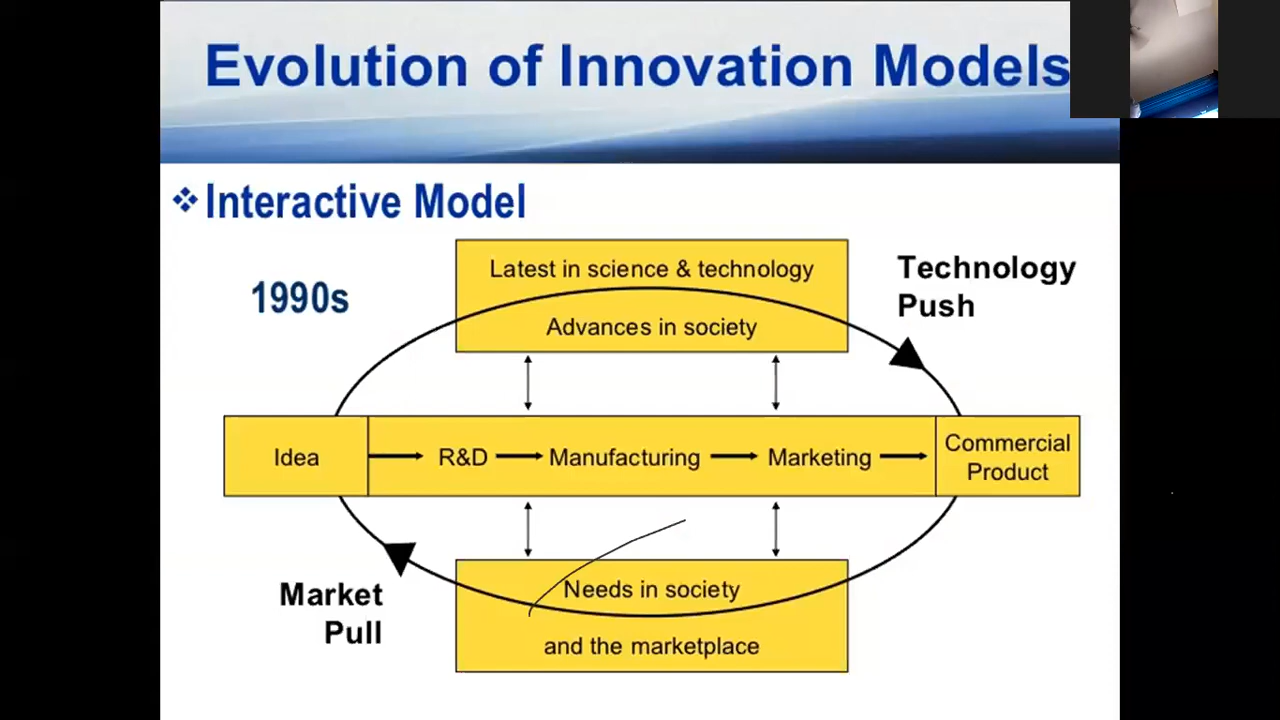 Evolution of Innovation Models
Interactive Model
1990s
Latest in science & technology
Advances in society
Technology
Push
Idea
R&D
Manufacturing
Marketing
Commercial
Product
Market
Pull
Needs in society
and the marketplace